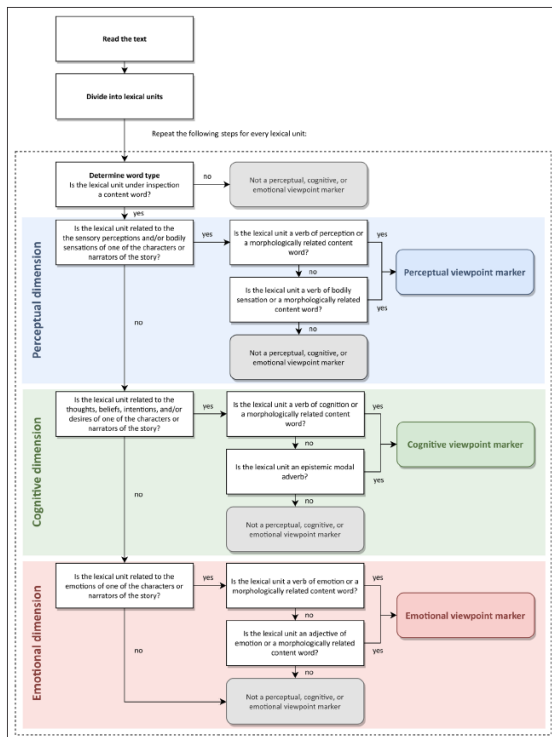 Read the text
Divide into lexical units
Repeat the following steps for every lexical unit:
Determine word type
Is the lexical unit under inspection
a content word?
no
Not a perceptual, cognitive, or
emotional viewpoint marker
yes
Perceptual dimension
Is the lexical unit related to the
the sensory perceptions and/or bodily
sensations of one of the characters or
narrators of the story?
yes
Is the lexical unit a verb of perception or
a morphologically related content
word?
yes
no
Is the lexical unit a verb of bodily
sensation or a morphologically related
content word?
yes
Perceptual viewpoint marker
no
Not a perceptual, cognitive, or
emotional viewpoint marker
no
Cognitive dimension
Is the lexical unit related to the
thoughts, beliefs, intentions, and/or
desires of one of the characters or
narrators of the story?
yes
Is the lexical unit a verb of cognition or
a morphologically related content
word?
yes
no
Is the lexical unit an epistemic modal
adverb?
yes
Cognitive viewpoint marker
no
Not a perceptual, cognitive, or
emotional viewpoint marker
no
Emotional dimension
Is the lexical unit related to the
emotions of one of the characters or
narrators of the story?
yes
Is the lexical unit a verb of emotion or a
morphologically related content word?
yes
no
Is the lexical unit an adjective of
emotion or a morphologically related
content word?
yes
Emotional viewpoint marker
no
Not a perceptual, cognitive, or
emotional viewpoint marker
no